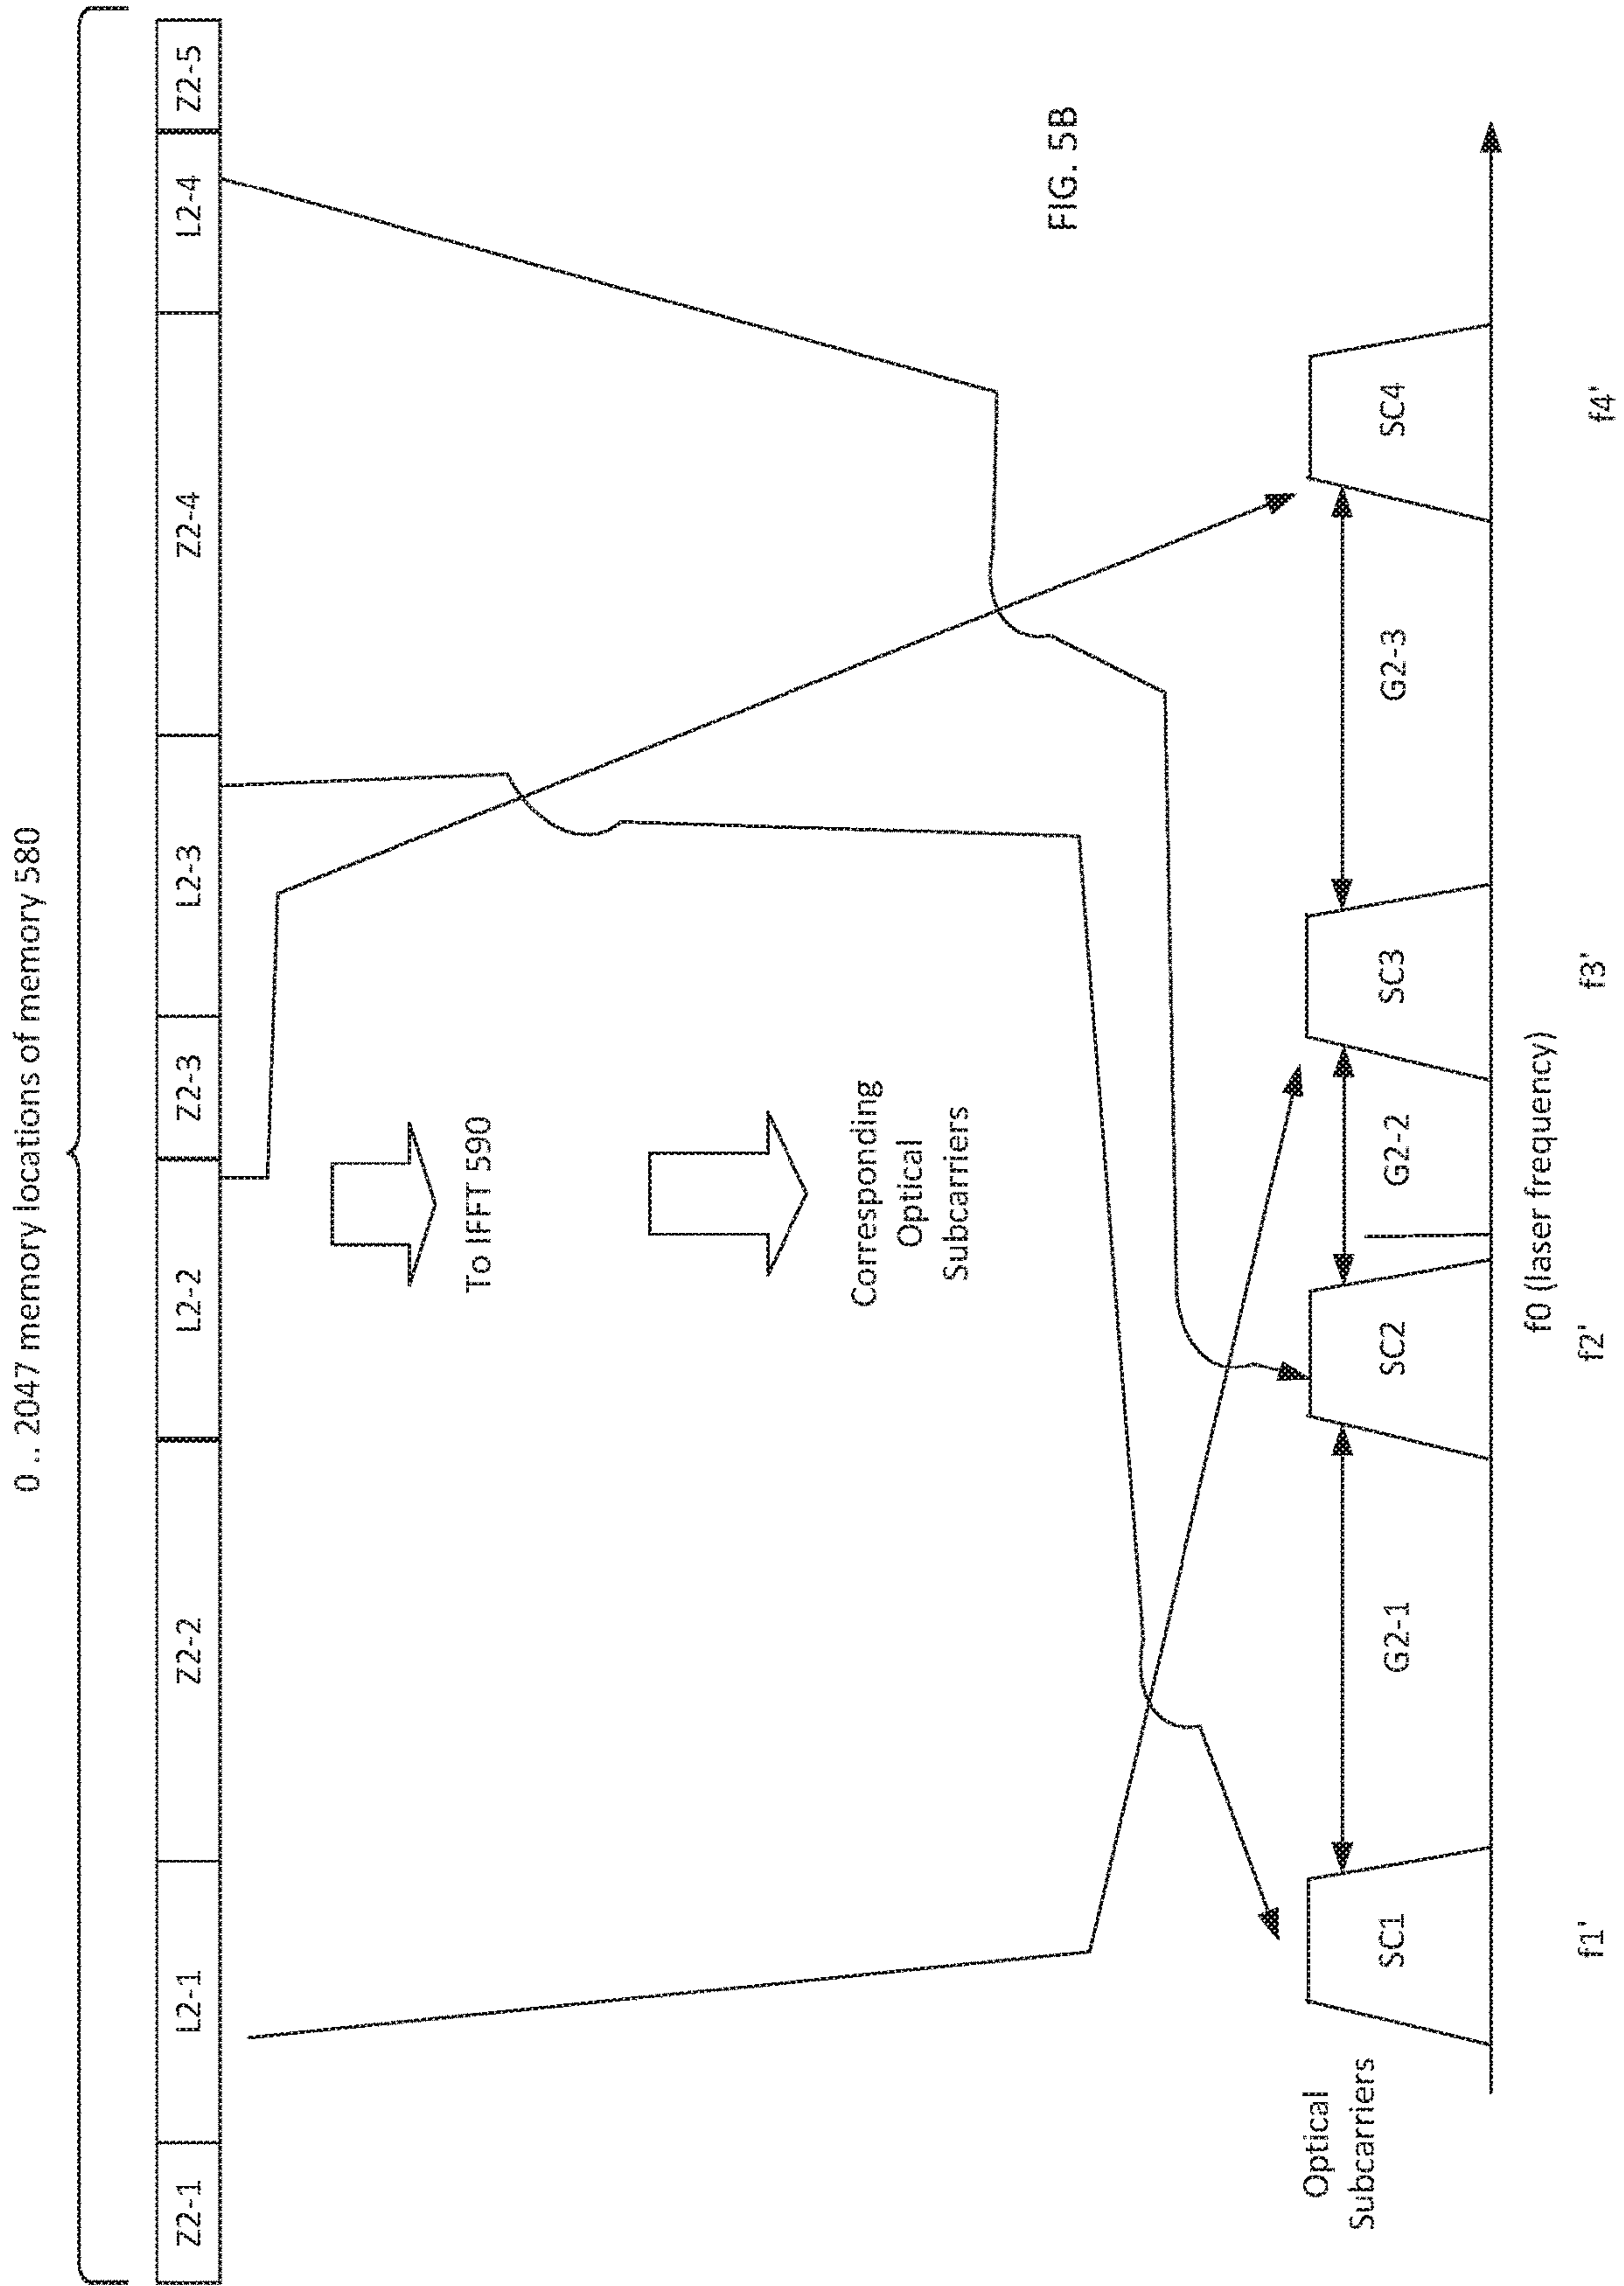 0 .. 2047 memory locations of memory 580
Z2-1
L2-1
Z2-2
L2-2
Z2-3
L2-3
Z2-4
L2-4
Z2-5
To IFFT 590
Corresponding
Optical
Subcarriers
FIG. 5B
Optical
Subcarriers
SC1
G2-1
SC2
G2-2
SC3
G2-3
SC4
f0 (laser frequency)
f1'
f2'
f3'
f4'